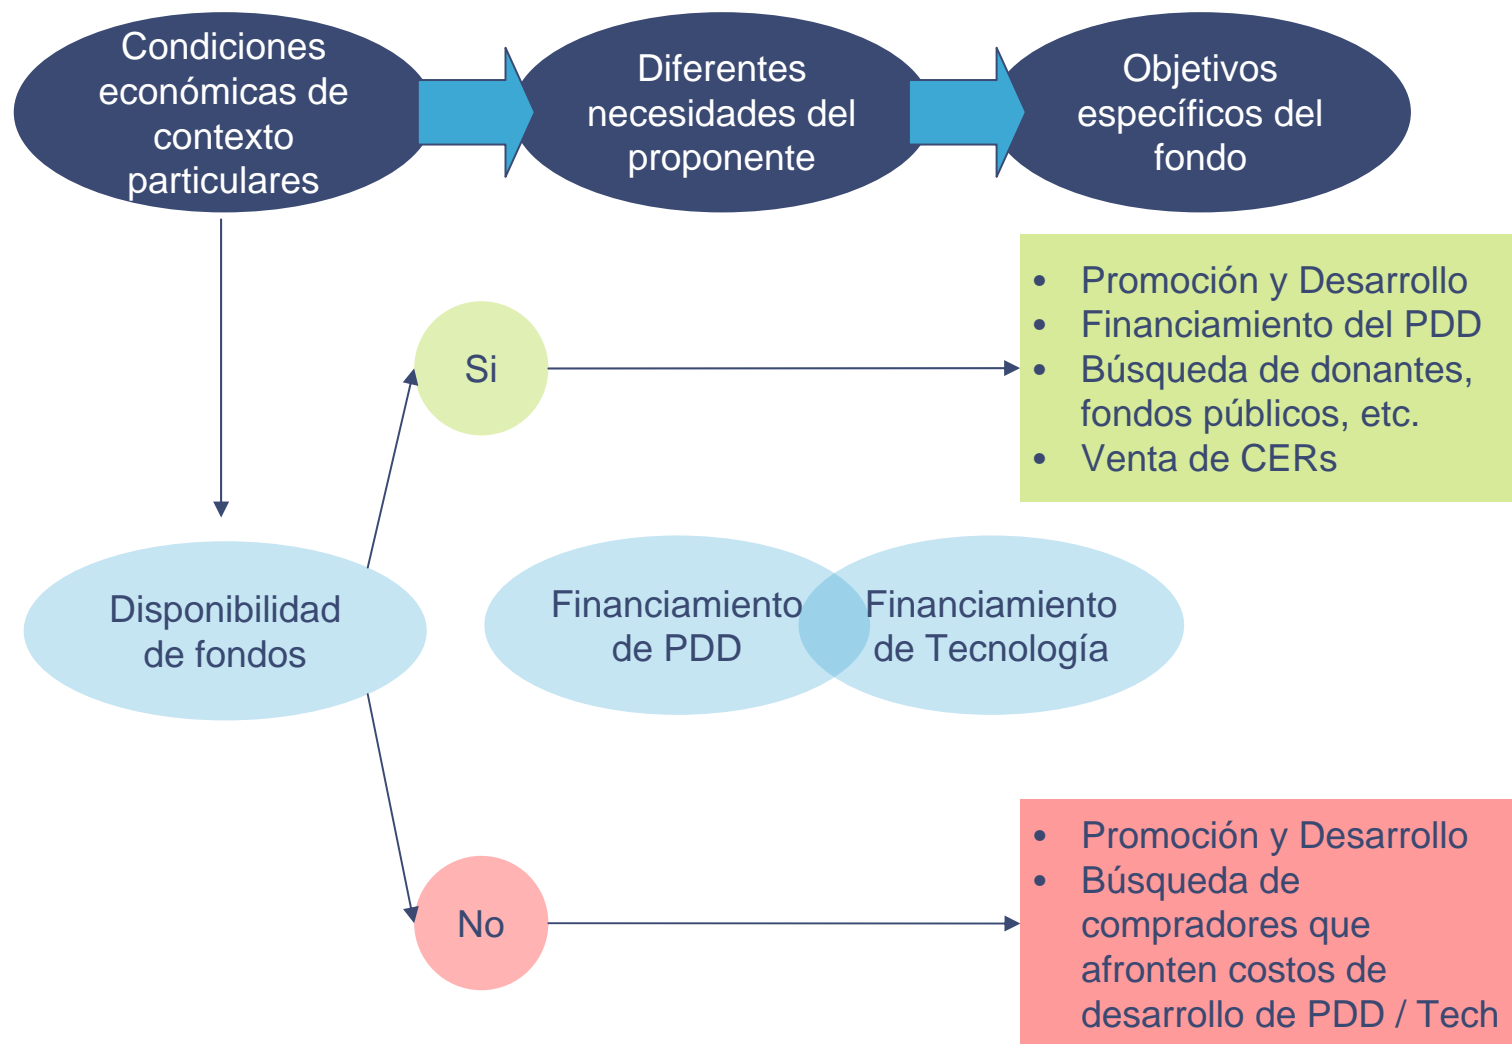 Condiciones
económicas de
contexto
particulares
Diferentes
necesidades del
proponente
Objetivos
específicos del
fondo
Si
• Promoción y Desarrollo
• Financiamiento del PDD
• Búsqueda de donantes,
fondos públicos, etc.
• Venta de CERs
Disponibilidad
de fondos
Financiamiento
de PDD
Financiamiento
de Tecnología
No
• Promoción y Desarrollo
• Búsqueda de
compradores que
afronten costos de
desarrollo de PDD / Tech